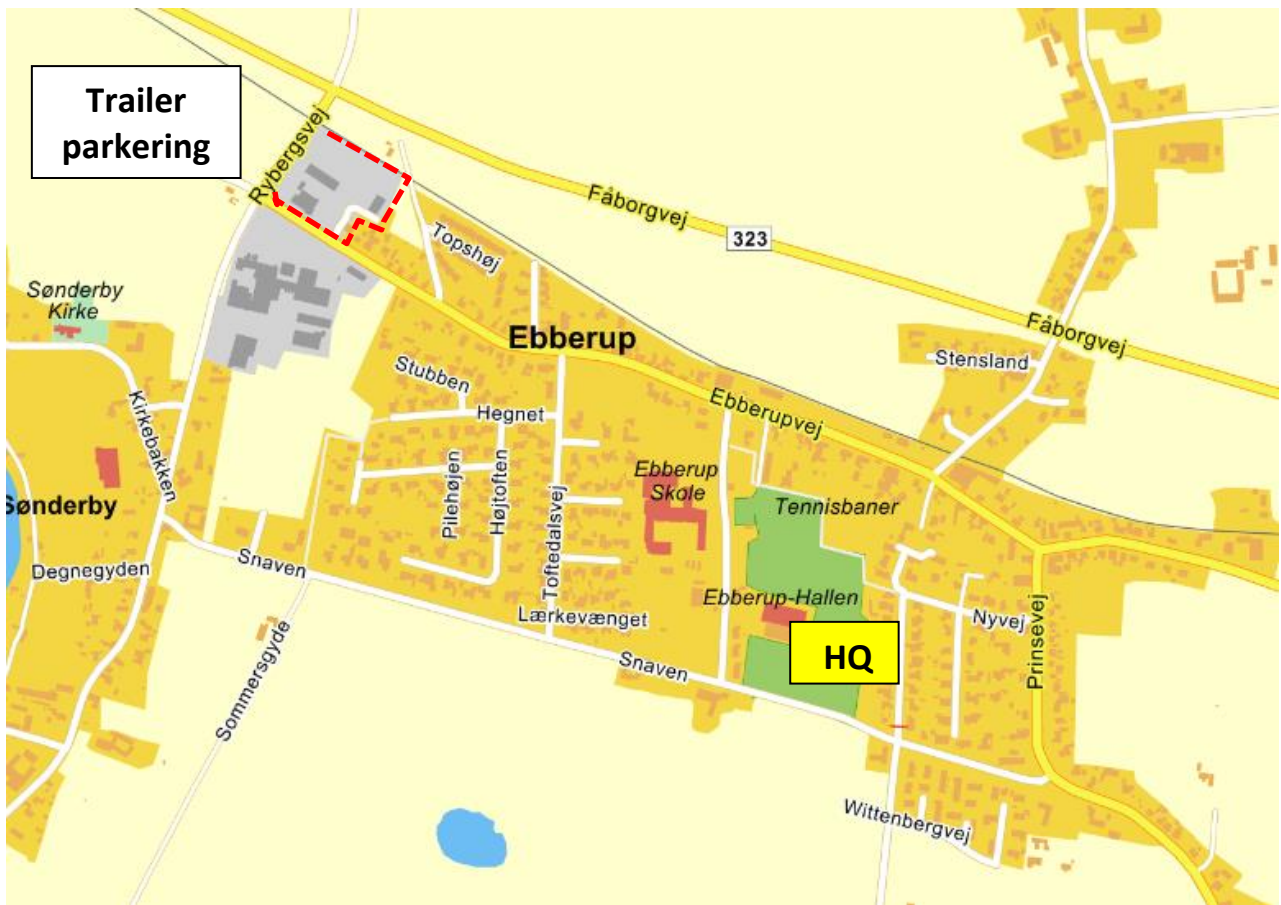 Trailer
parkering
Rybergsvej
Fåborgvej
323
Topshøj
Sønderby
Kirke
Ebberup
Fåborgvej
Stensland
Stubben
Ebberupvej
Hegnet
Kirkebakken
Ebberup
Skole
Pilehøjen
Højtoften
Toftedalsvej
Tennisbaner
Sønderby
Snaven
Degnegyden
Ebberup-Hallen
Lærkevænget
Nyvej
HQ
Snaven
Prinsevej
Sommersgyde
Wittenbergvej